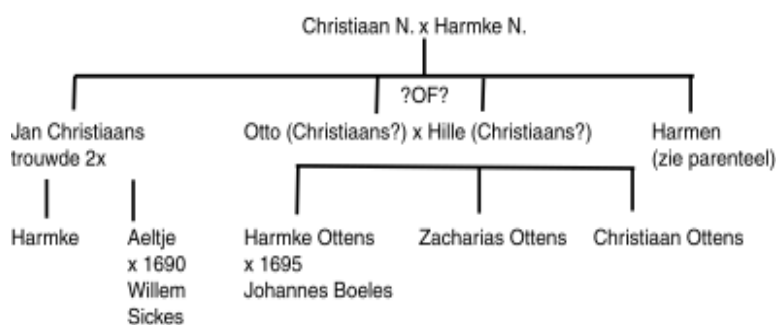 Christiaan N. x Harmke N.
?OF?
Jan Christiaans
trouwde 2x
Otto (Christiaans?) x Hille (Christiaans?)
Harmen
(zie parenteel)
Harmke
Aeltje
x 1690
Willem
Sickes
Harmke Ottens
x 1695
Johannes Boeles
Zacharias Ottens
Christiaan Ottens